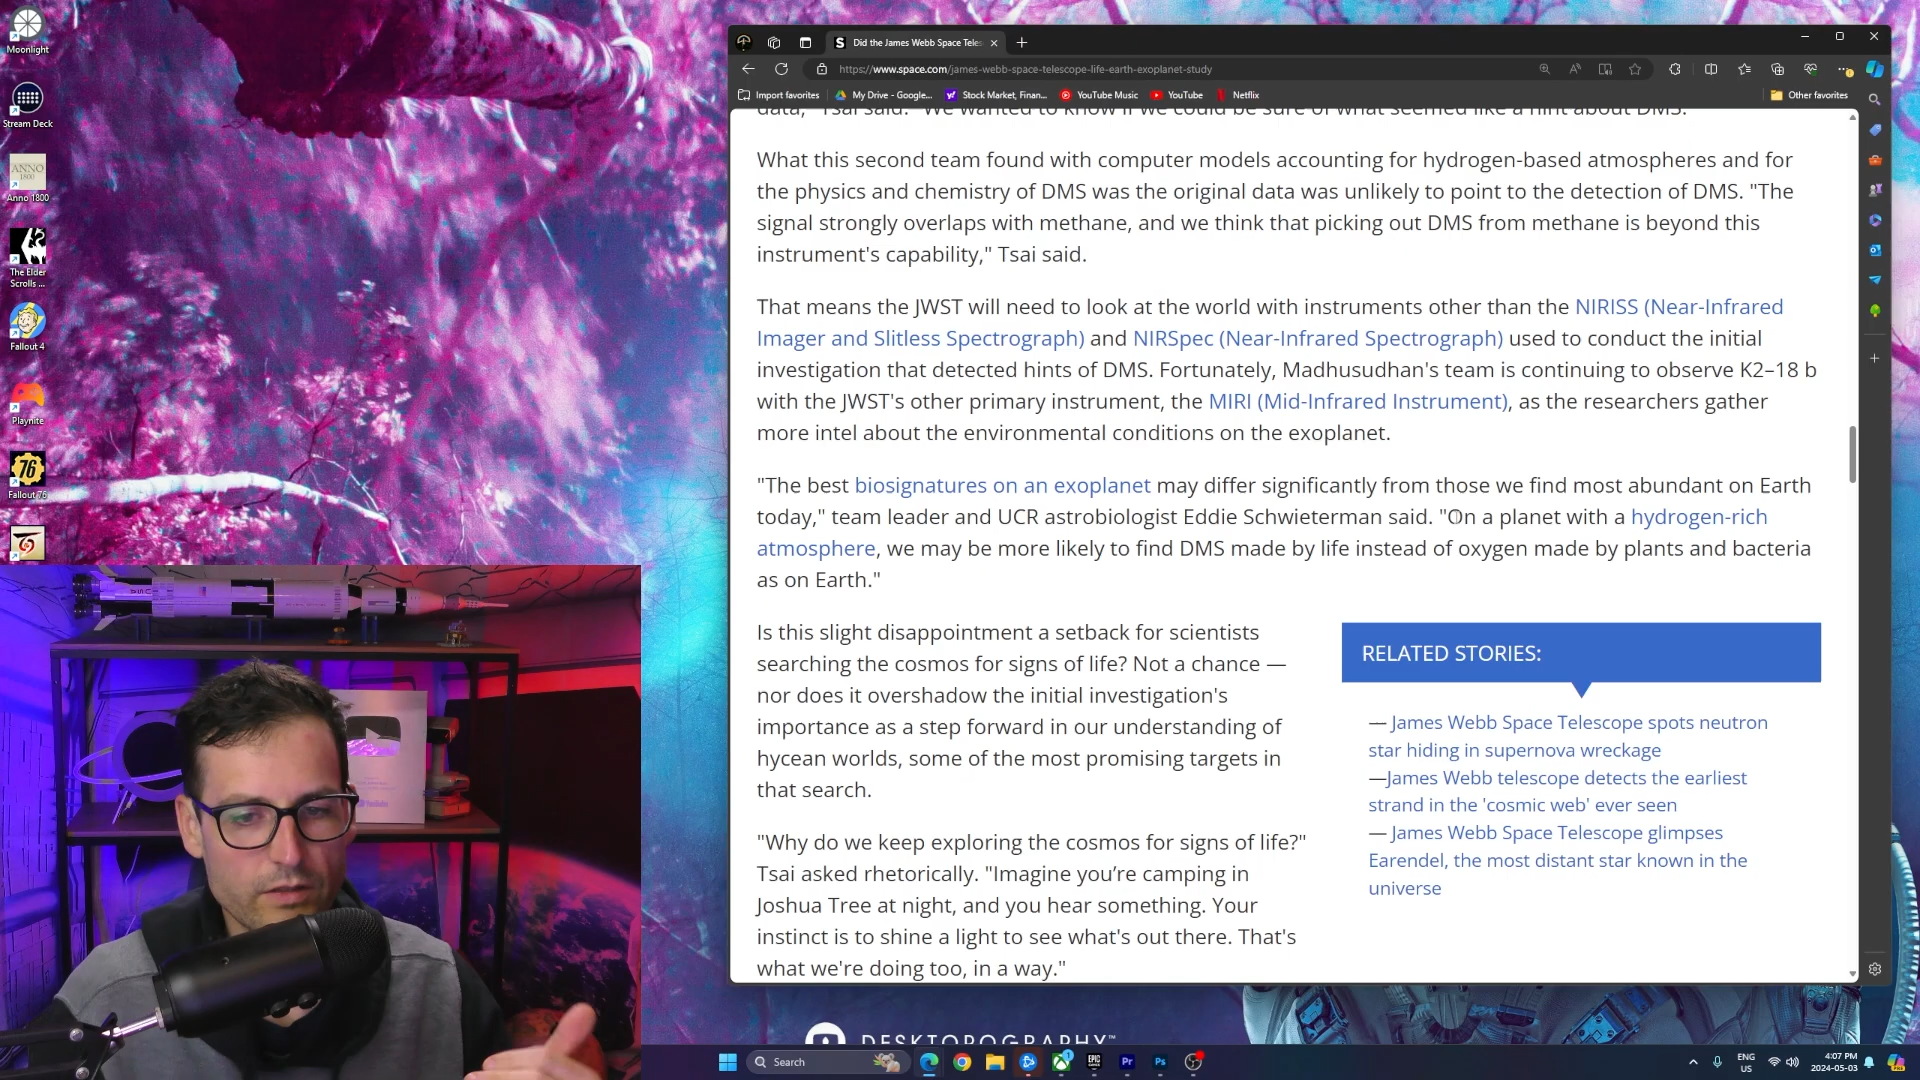 Moonlight
Stream Deck
ANNO
1800
Anno 1800
The Elder
Scrolls ...
Fallout 4
Playnite
76
Fallout 76
Did the James Webb Space Teles
https://www.space.com/james-webb-space-telescope-life-earth-exoplanet-study
Import favorites
My Drive - Google...
Stock Market, Finan...
YouTube Music
YouTube
Netflix
Other favorites
data," Tsai said. "We wanted to know if we could be sure of what seemed like a hint about DMS."
What this second team found with computer models accounting for hydrogen-based atmospheres and for
the physics and chemistry of DMS was the original data was unlikely to point to the detection of DMS. "The
signal strongly overlaps with methane, and we think that picking out DMS from methane is beyond this
instrument's capability," Tsai said.
That means the JWST will need to look at the world with instruments other than the NIRISS (Near-Infrared
Imager and Slitless Spectrograph) and NIRSpec (Near-Infrared Spectrograph) used to conduct the initial
investigation that detected hints of DMS. Fortunately, Madhusudhan's team is continuing to observe K2–18 b
with the JWST's other primary instrument, the MIRI (Mid-Infrared Instrument), as the researchers gather
more intel about the environmental conditions on the exoplanet.
"The best biosignatures on an exoplanet may differ significantly from those we find most abundant on Earth
today," team leader and UCR astrobiologist Eddie Schwieterman said. "On a planet with a hydrogen-rich
atmosphere, we may be more likely to find DMS made by life instead of oxygen made by plants and bacteria
as on Earth."
Is this slight disappointment a setback for scientists
searching the cosmos for signs of life? Not a chance —
nor does it overshadow the initial investigation's
importance as a step forward in our understanding of
hycean worlds, some of the most promising targets in
that search.
"Why do we keep exploring the cosmos for signs of life?"
Tsai asked rhetorically. "Imagine you’re camping in
Joshua Tree at night, and you hear something. Your
instinct is to shine a light to see what's out there. That's
what we're doing too, in a way."
RELATED STORIES:
— James Webb Space Telescope spots neutron
star hiding in supernova wreckage
—James Webb telescope detects the earliest
strand in the 'cosmic web' ever seen
— James Webb Space Telescope glimpses
Earendel, the most distant star known in the
universe
DESKTOPOGRAPHY™
Search
EPIC
Pr
Ps
ENG
US
4:07 PM
2024-05-03